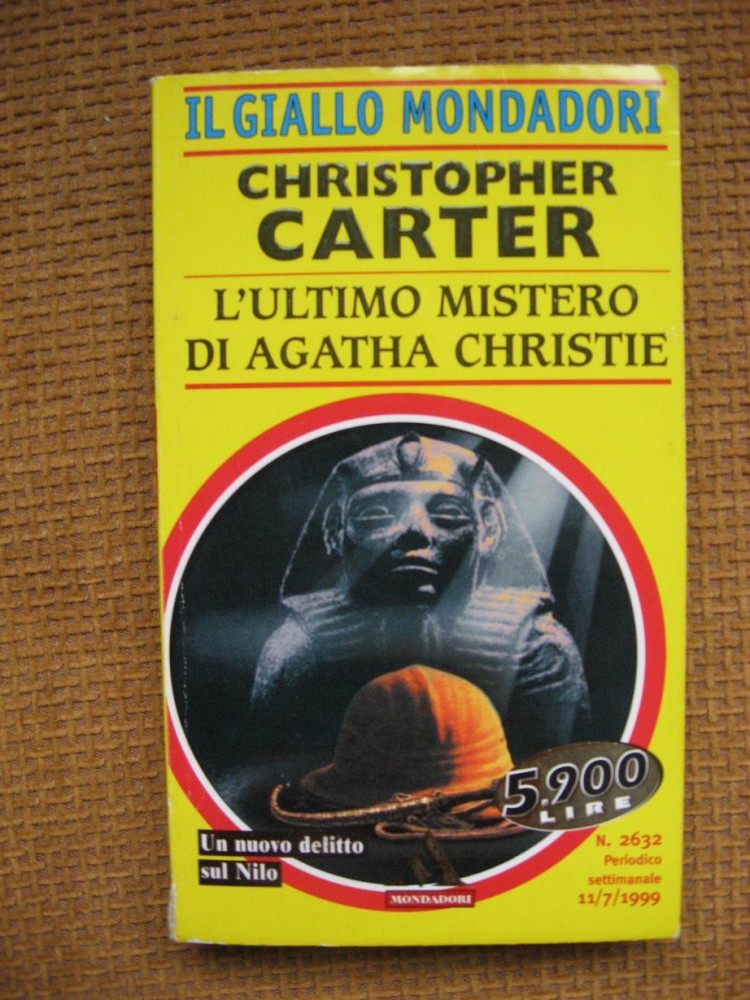 IL GIALLO MONDADORI
CHRISTOPHER
CARTER
L'ULTIMO MISTERO
DI AGATHA CHRISTIE
5.900
LIRE
Un nuovo delitto
sul Nilo
N. 2632
Periodico
settimanale
11/7/1999
MONDADORI